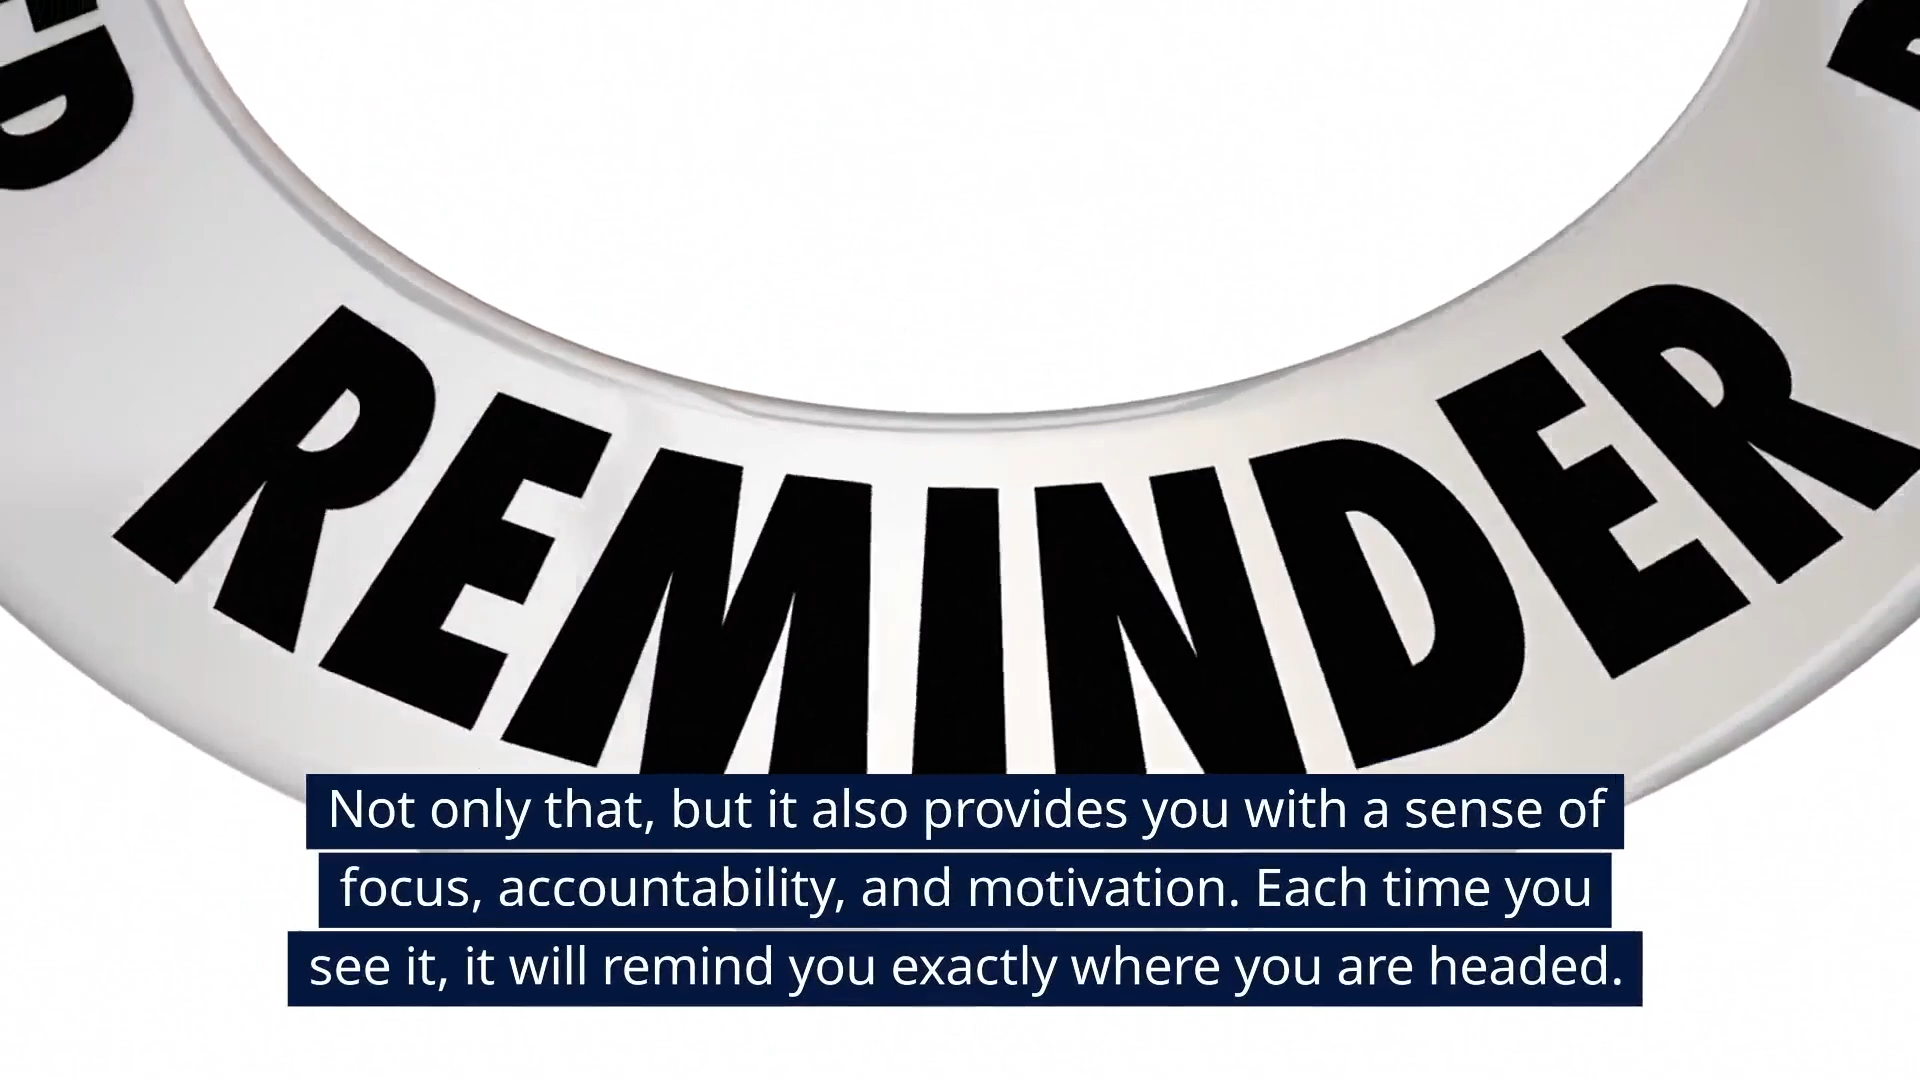 REMINDER
Not only that, but it also provides you with a sense of
focus, accountability, and motivation. Each time you
see it, it will remind you exactly where you are headed.